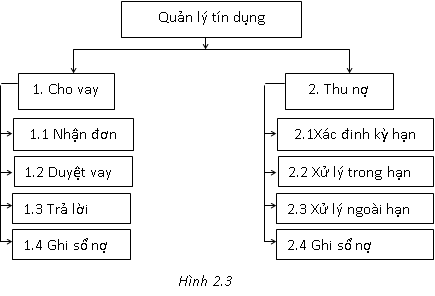 Quản lý tín dụng
1. Cho vay
1.1 Nhận đơn
1.2 Duyệt vay
1.3 Trả lời
1.4 Ghi sổ nợ
2. Thu nợ
2.1Xác đinh kỳ hạn
2.2 Xử lý trong hạn
2.3 Xử lý ngoài hạn
2.4 Ghi sổ nợ
Hình 2.3